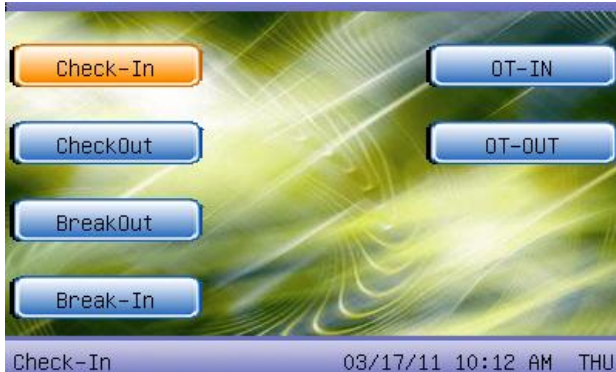 Check-In
OT-IN
CheckOut
OT-OUT
BreakOut
Break-In
Check-In 03/17/11 10:12 AM THU